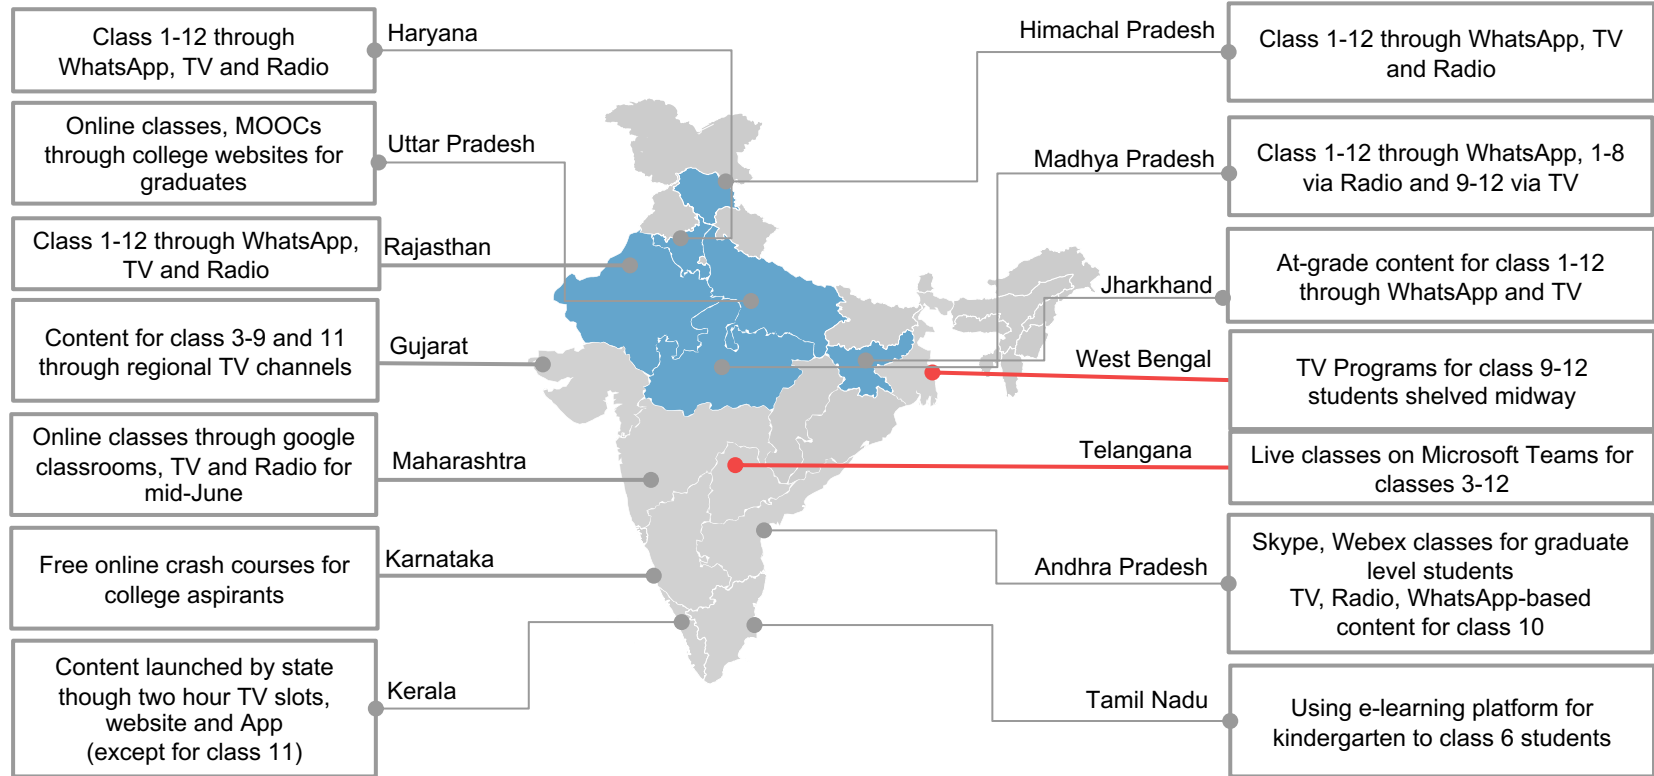 Class 1-12 through
WhatsApp, TV and Radio
Haryana
Online classes, MOOCs
through college websites for
graduates
Uttar Pradesh
Class 1-12 through WhatsApp,
TV and Radio
Rajasthan
Content for class 3-9 and 11
through regional TV channels
Gujarat
Online classes through google
classrooms, TV and Radio for
mid-June
Maharashtra
Free online crash courses for
college aspirants
Karnataka
Content launched by state
though two hour TV slots,
website and App
(except for class 11)
Kerala
Himachal Pradesh
Class 1-12 through WhatsApp, TV
and Radio
Madhya Pradesh
Class 1-12 through WhatsApp, 1-8
via Radio and 9-12 via TV
Jharkhand
At-grade content for class 1-12
through WhatsApp and TV
West Bengal
TV Programs for class 9-12
students shelved midway
Telangana
Live classes on Microsoft Teams for
classes 3-12
Andhra Pradesh
Skype, Webex classes for graduate
level students
TV, Radio, WhatsApp-based
content for class 10
Tamil Nadu
Using e-learning platform for
kindergarten to class 6 students